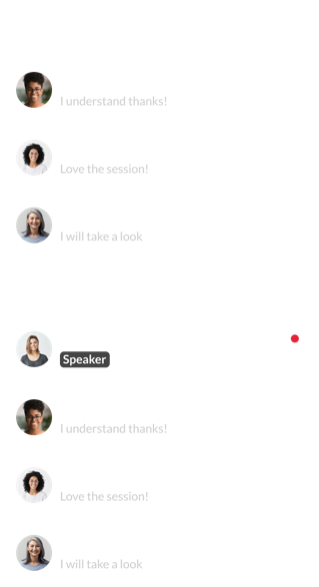 I understand thanks!
Love the session!
I will take a look
Speaker
I understand thanks!
Love the session!
I will take a look